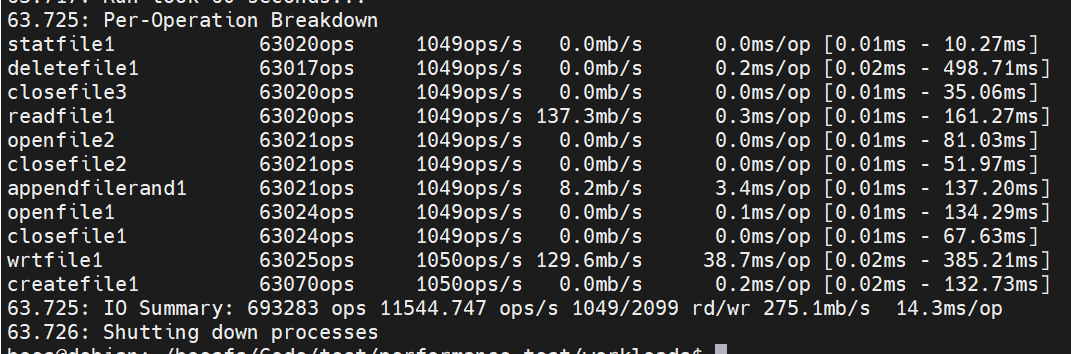 63.717: Run took 60 seconds...
63.725: Per-Operation Breakdown
statfile1 63020ops 1049ops/s 0.0mb/s 0.0ms/op [0.01ms - 10.27ms]
deletefile1 63017ops 1049ops/s 0.0mb/s 0.2ms/op [0.02ms - 498.71ms]
closefile3 63020ops 1049ops/s 0.0mb/s 0.0ms/op [0.01ms - 35.06ms]
readfile1 63020ops 1049ops/s 137.3mb/s 0.3ms/op [0.01ms - 161.27ms]
openfile2 63021ops 1049ops/s 0.0mb/s 0.0ms/op [0.01ms - 81.03ms]
closefile2 63021ops 1049ops/s 0.0mb/s 0.0ms/op [0.01ms - 51.97ms]
appendfilerand1 63021ops 1049ops/s 8.2mb/s 3.4ms/op [0.01ms - 137.20ms]
openfile1 63024ops 1049ops/s 0.0mb/s 0.1ms/op [0.01ms - 134.29ms]
closefile1 63024ops 1049ops/s 0.0mb/s 0.0ms/op [0.01ms - 67.63ms]
wrtfile1 63025ops 1050ops/s 129.6mb/s 38.7ms/op [0.02ms - 385.21ms]
createfile1 63070ops 1050ops/s 0.0mb/s 0.2ms/op [0.02ms - 132.73ms]
63.725: IO Summary: 693283 ops 11544.747 ops/s 1049/2099 rd/wr 275.1mb/s 14.3ms/op
63.726: Shutting down processes